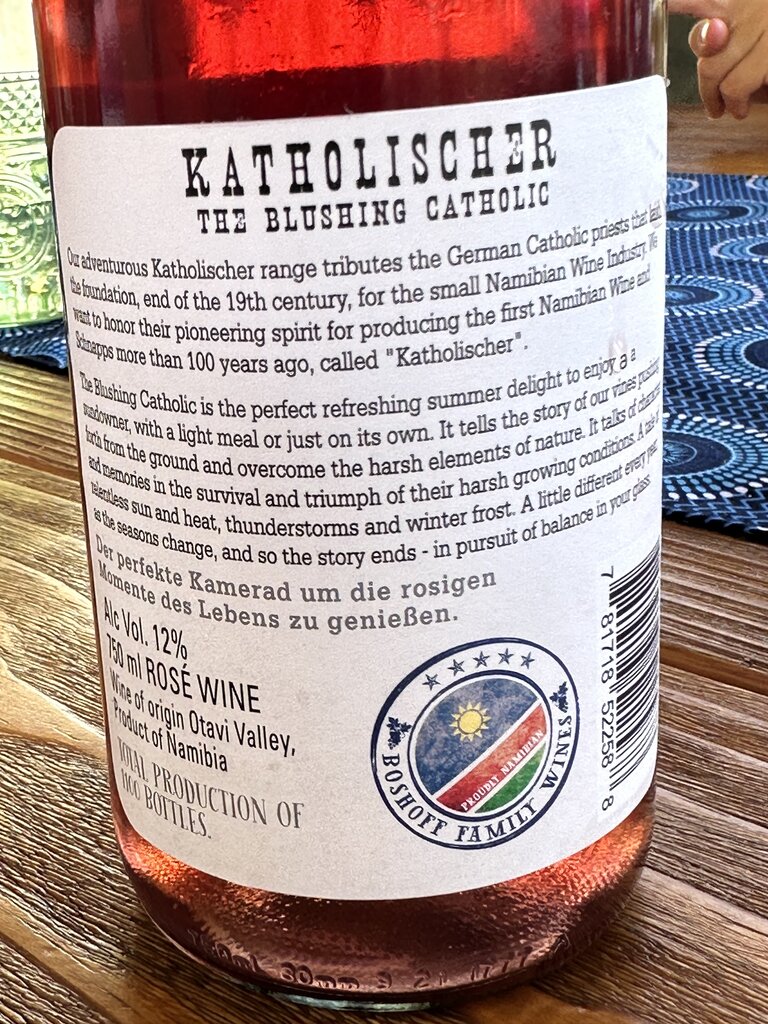 KATHOLISCHER
THE BLUSHING CATHOLIC
Our adventurous Katholischer range tributes the German Catholic priests that laid
the foundation, end of the 19th century, for the small Namibian Wine Industry. We
want to honor their pioneering spirit for producing the first Namibian Wine and
Schnapps more than 100 years ago, called "Katholischer".
The Blushing Catholic is the perfect refreshing summer delight to enjoy a a
sundowner, with a light meal or just on its own. It tells the story of our vines pushing
forth from the ground and overcome the harsh elements of nature. It talks of
and memories in the survival and triumph of their harsh growing conditions. A
relentless sun and heat, thunderstorms and winter frost. A little different every year,
as the seasons change, and so the story ends - in pursuit of balance in your glass.
Der perfekte Kamerad um die rosigen
Momente des Lebens zu genießen.
Alc Vol. 12%
750 ml ROSÉ WINE
Wine of origin Otavi Valley,
Product of Namibia
TOTAL PRODUCTION OF
1100 BOTTLES.
PROUDLY NAMIBIAN
BOSHOFF FAMILY WINES
7 81718 52258 8